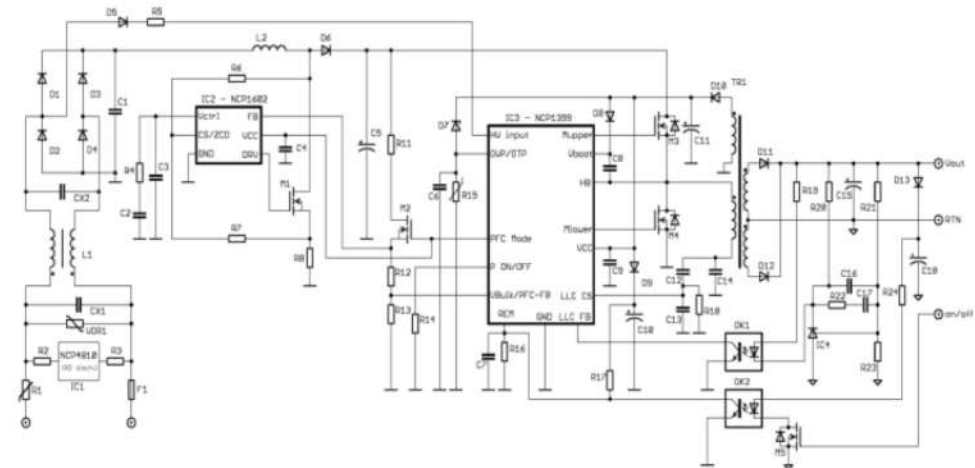 D5
R5
L2
D6
R6
D1
D3
C1
D2
D4
IC2 - NCP1602
Vctrl
FB
CS/ZCD
VCC
GND
DRV
R4
C3
C2
C4
M1
R7
R8
CX2
L1
CX1
VDR1
R2
NCP4810
R3
IC1
R1
F1
C5
R11
M2
R12
R13
R14
D7
C6
R15
IC3 - NCP1399
HV input
Mupper
OVP/OTP
Vboot
HB
Mlower
PFC Mode
VCC
P ON/OFF
VBulk/PFC-FB
LLC CS
REM
GND
LLC FB
C7
R16
D8
C8
C9
D9
C10
R17
D10
TR1
C11
M3
M4
C12
C14
C13
R18
D11
D12
R19
R20
C15
R21
D13
Vout
RTN
C18
on/off
C16
R22
C17
R24
IC4
R23
OK1
OK2
M5